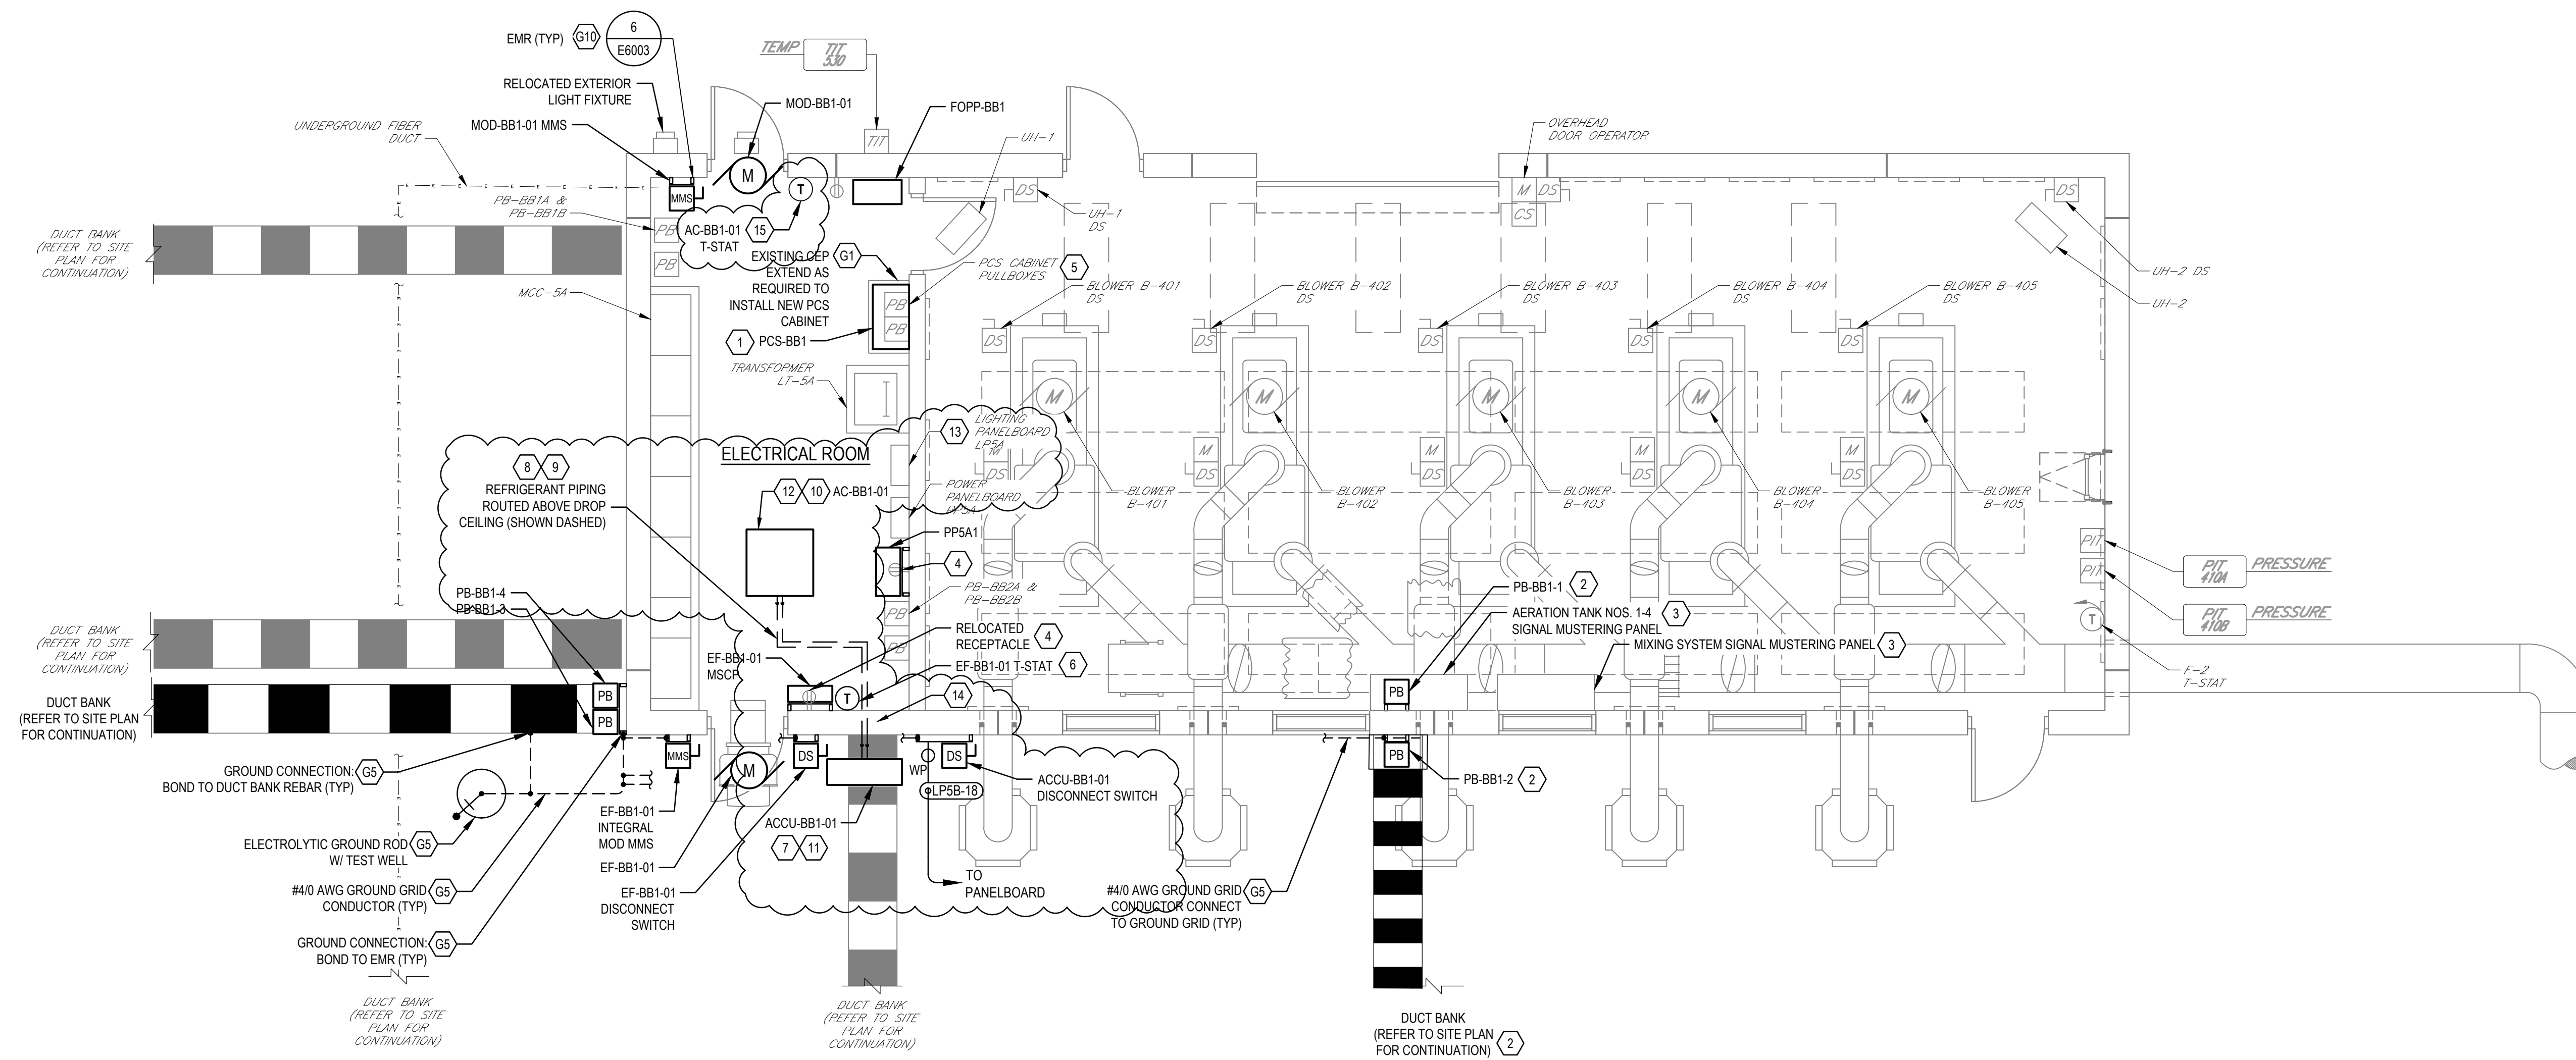 EMR (TYP) G10 6
E6003
TEMP TIT
530
RELOCATED EXTERIOR
LIGHT FIXTURE
MOD-BB1-01 MMS
MOD-BB1-01
FOPP-BB1
UNDERGROUND FIBER
DUCT
UH-1
OVERHEAD
DOOR OPERATOR
TIT
M
T
MMS
DS
M DS
CS
DS
UH-1
DS
PB-BB1A &
PB-BB1B
PB
PB
AC-BB1-01 15
T-STAT
DUCT BANK
(REFER TO SITE
PLAN FOR
CONTINUATION)
EXISTING CEP G1
EXTEND AS
REQUIRED TO
INSTALL NEW PCS
CABINET
PCS CABINET
PULLBOXES 5
PB
PB
1 PCS-BB1
MCC-5A
TRANSFORMER
LT-5A
BLOWER B-401
DS
BLOWER B-402
DS
BLOWER B-403
DS
BLOWER B-404
DS
BLOWER B-405
DS
UH-2 DS
UH-2
DS
DS
DS
DS
DS
M
M
M
M
M
13 LIGHTING
PANELBOARD
LP5A
ELECTRICAL ROOM
M
DS
M
DS
M
DS
M
DS
M
DS
8 9
REFRIGERANT PIPING
ROUTED ABOVE DROP
CEILING (SHOWN DASHED)
12 10 AC-BB1-01
POWER
PANELBOARD
PP5A
BLOWER
B-401
BLOWER
B-402
BLOWER
B-403
BLOWER
B-404
BLOWER
B-405
PP5A1
4
PIT
PIT
PIT
410A
PRESSURE
PIT
410B
PRESSURE
T
F-2
T-STAT
PB-BB1-4
PB-BB1-3
PB-BB2A &
PB-BB2B
PB
PB
PB-BB1-1 2
AERATION TANK NOS. 1-4 3
SIGNAL MUSTERING PANEL
MIXING SYSTEM SIGNAL MUSTERING PANEL 3
DUCT BANK
(REFER TO SITE
PLAN FOR
CONTINUATION)
RELOCATED 4
RECEPTACLE
EF-BB1-01
MSCP
EF-BB1-01 T-STAT 6
T
14
PB
PB
PB
DUCT BANK
(REFER TO SITE PLAN
FOR CONTINUATION)
MMS
M
DS
WP
DS
PB
GROUND CONNECTION: G5
BOND TO DUCT BANK REBAR (TYP)
ACCU-BB1-01
DISCONNECT SWITCH
LP5B-18
PB-BB1-2 2
EF-BB1-01
INTEGRAL
MOD MMS
ACCU-BB1-01
7 11
ELECTROLYTIC GROUND ROD G5
W/ TEST WELL
EF-BB1-01
TO
PANELBOARD
#4/0 AWG GROUND GRID G5
CONDUCTOR (TYP)
EF-BB1-01
DISCONNECT
SWITCH
#4/0 AWG GROUND GRID G5
CONDUCTOR CONNECT
TO GROUND GRID (TYP)
GROUND CONNECTION: G5
BOND TO EMR (TYP)
DUCT BANK
(REFER TO SITE
PLAN FOR
CONTINUATION)
DUCT BANK
(REFER TO SITE
PLAN FOR
CONTINUATION)
DUCT BANK
(REFER TO SITE PLAN
FOR CONTINUATION) 2